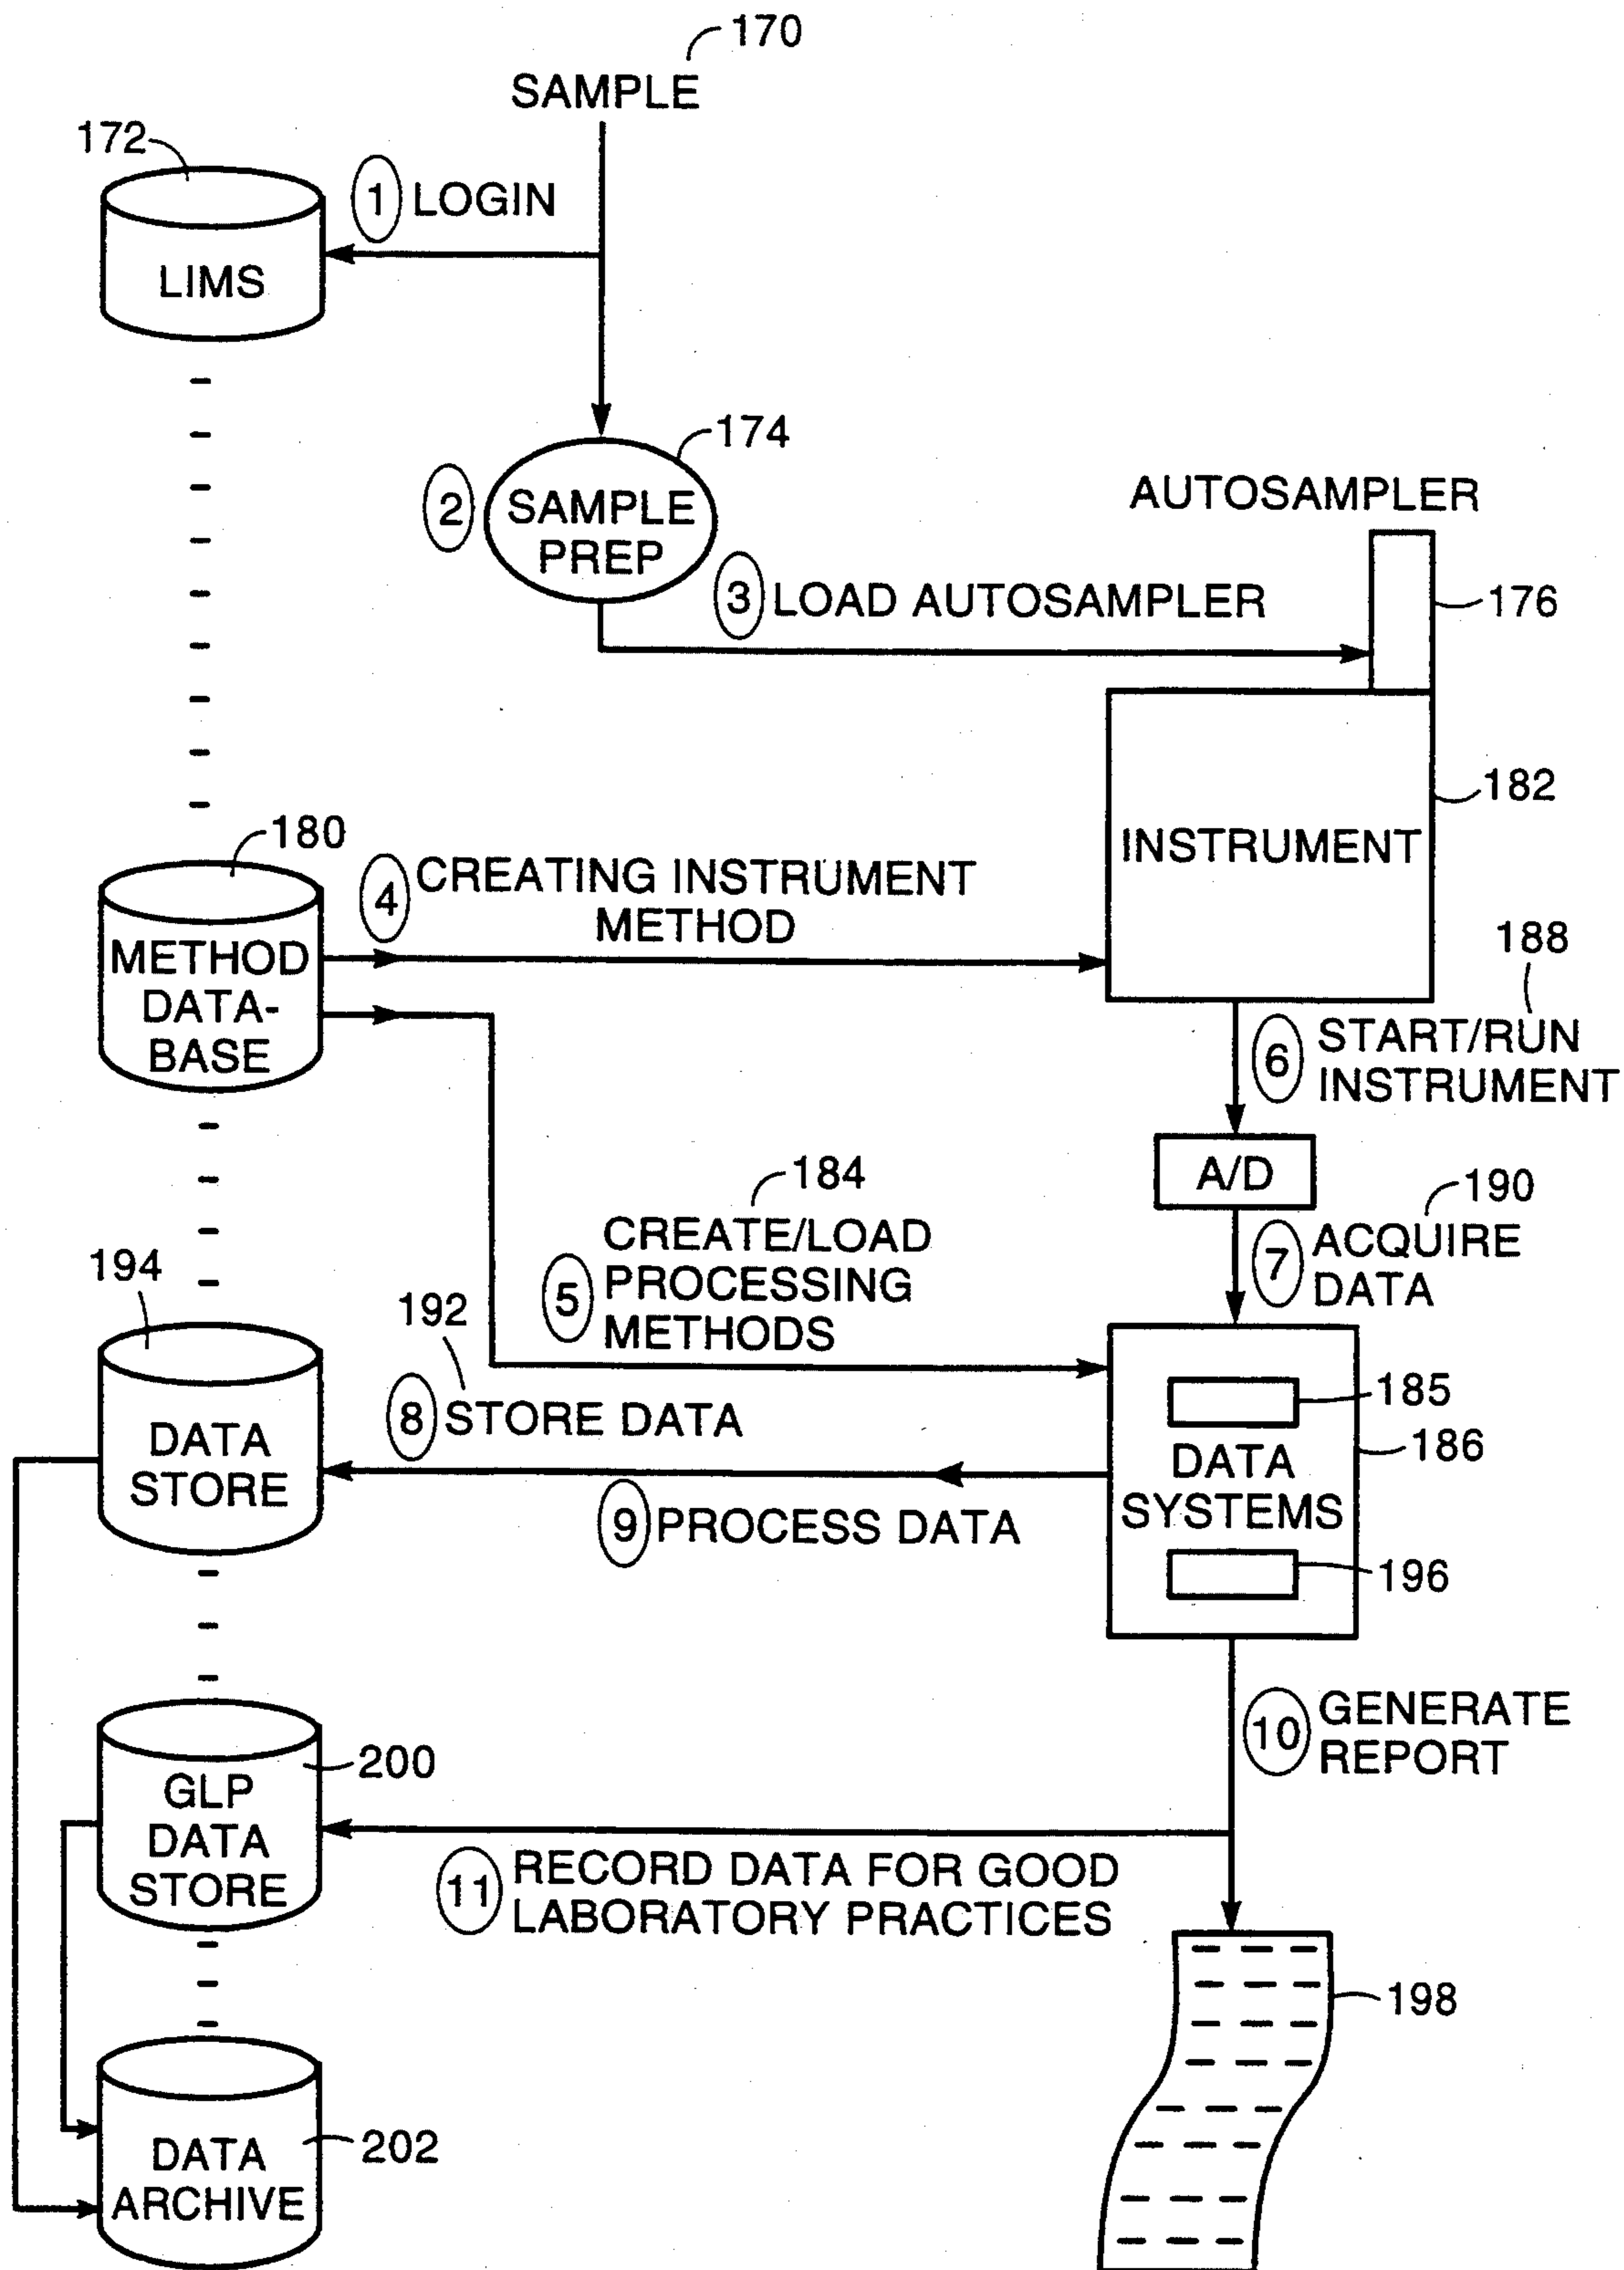 170
SAMPLE
172
1 LOGIN
LIMS
174
2
SAMPLE
PREP
AUTOSAMPLER
3 LOAD AUTOSAMPLER
176
182
INSTRUMENT
180
4 CREATING INSTRUMENT
METHOD
METHOD
DATA-
BASE
188
6 START/RUN
INSTRUMENT
A/D
184
190
5 CREATE/LOAD
PROCESSING
METHODS
7 ACQUIRE
DATA
194
192
8 STORE DATA
185
186
DATA
STORE
DATA
SYSTEMS
9 PROCESS DATA
196
10 GENERATE
REPORT
200
GLP
DATA
STORE
11 RECORD DATA FOR GOOD
LABORATORY PRACTICES
198
202
DATA
ARCHIVE